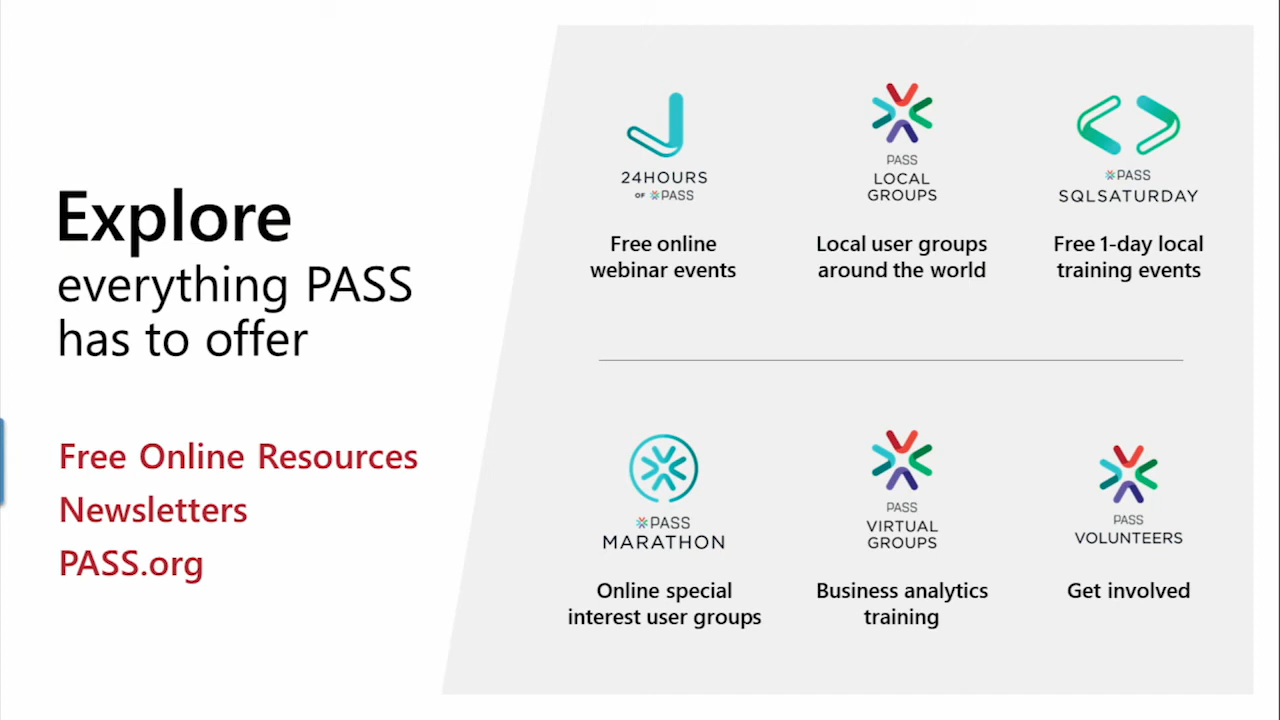 Explore
everything PASS
has to offer
Free Online Resources
Newsletters
PASS.org
24HOURS
OF PASS
Free online
webinar events
PASS
LOCAL
GROUPS
Local user groups
around the world
PASS
SQLSATURDAY
Free 1-day local
training events
PASS
MARATHON
Online special
interest user groups
PASS
VIRTUAL
GROUPS
Business analytics
training
PASS
VOLUNTEERS
Get involved